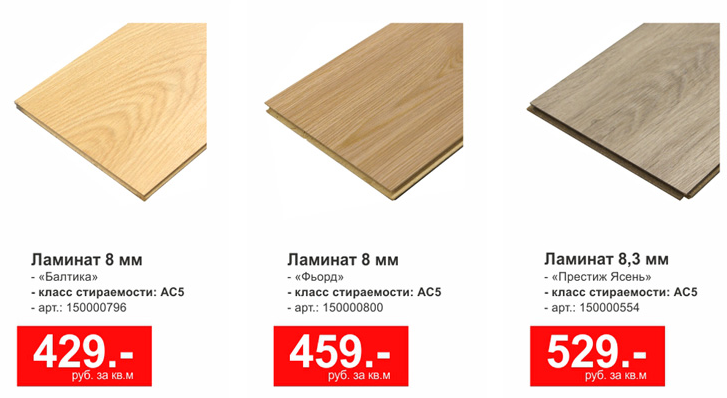 Ламинат 8 мм
- «Балтика»
- класс стираемости: АС5
- арт.: 150000796
429.-
руб. за кв.м
Ламинат 8 мм
- «Фьорд»
- класс стираемости: АС5
- арт.: 150000800
459.-
руб. за кв.м
Ламинат 8,3 мм
- «Престиж Ясень»
- класс стираемости: АС5
- арт.: 150000554
529.-
руб. за кв.м